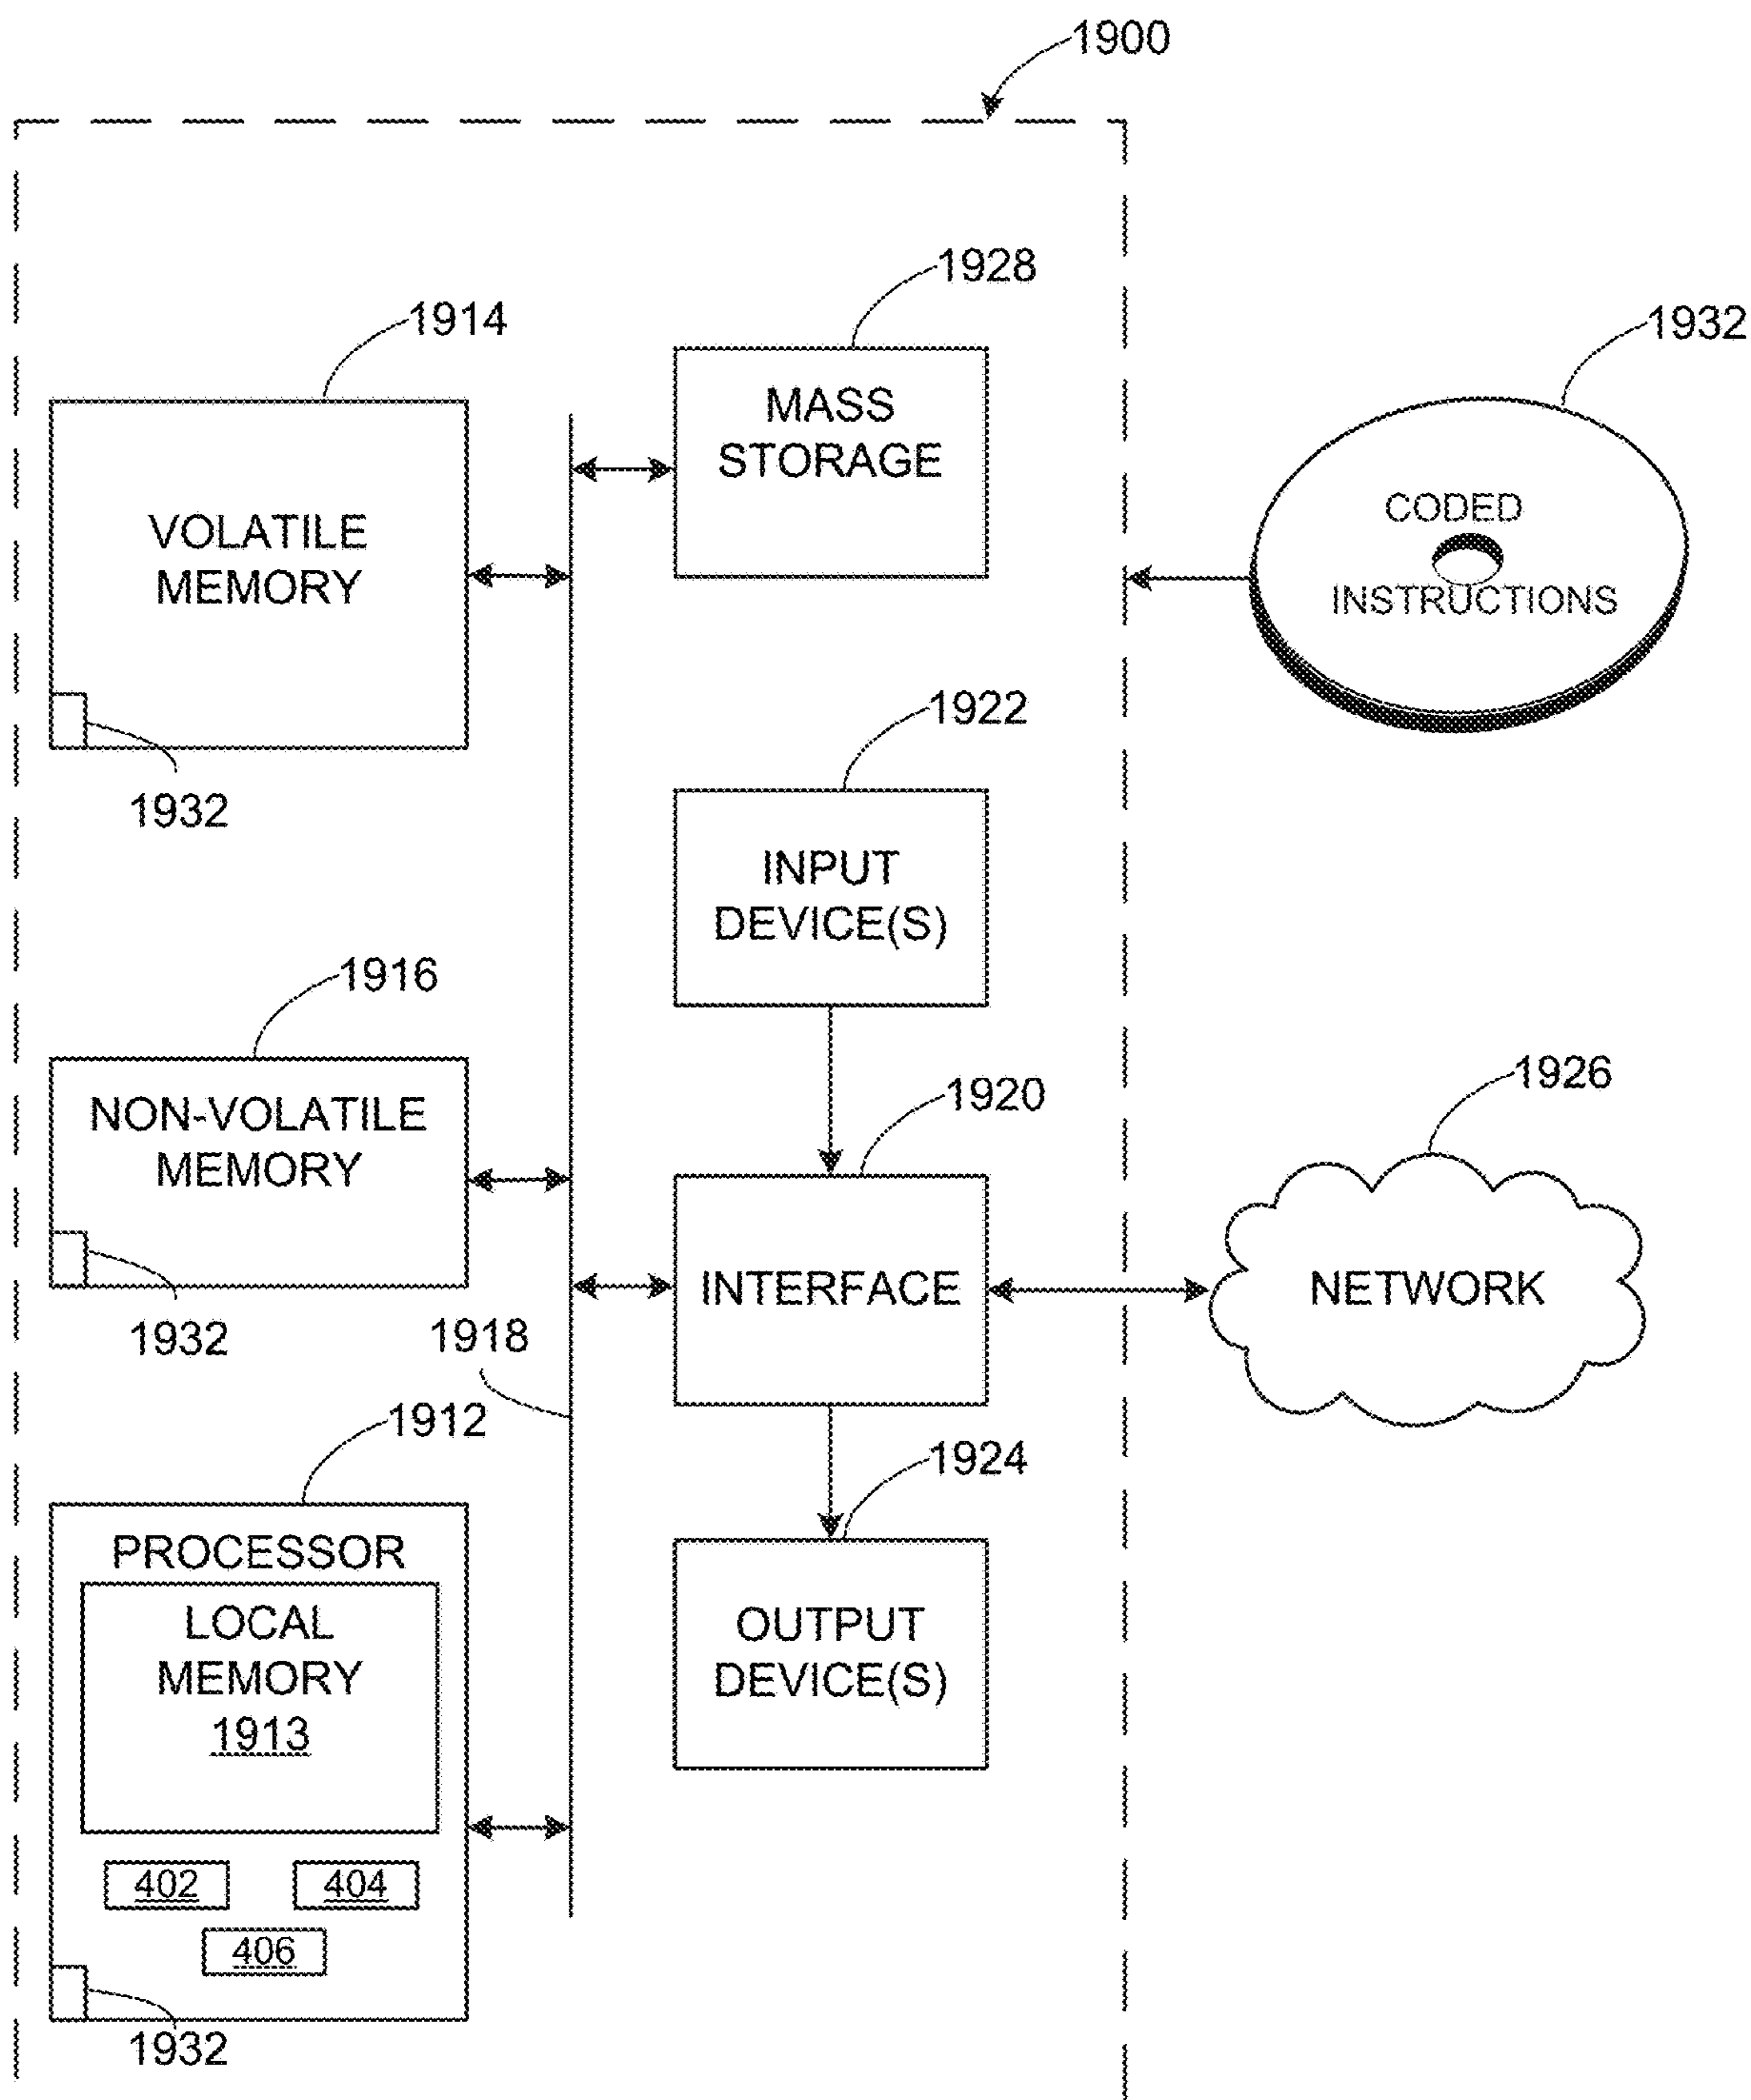 1900
1928
1914
1932
MASS
STORAGE
VOLATILE
MEMORY
CODED
INSTRUCTIONS
1932
1922
INPUT
DEVICE(S)
1916
1926
1920
NON-VOLATILE
MEMORY
INTERFACE
NETWORK
1932
1918
1912
1924
PROCESSOR
LOCAL
MEMORY
1913
OUTPUT
DEVICE(S)
402
404
406
1932